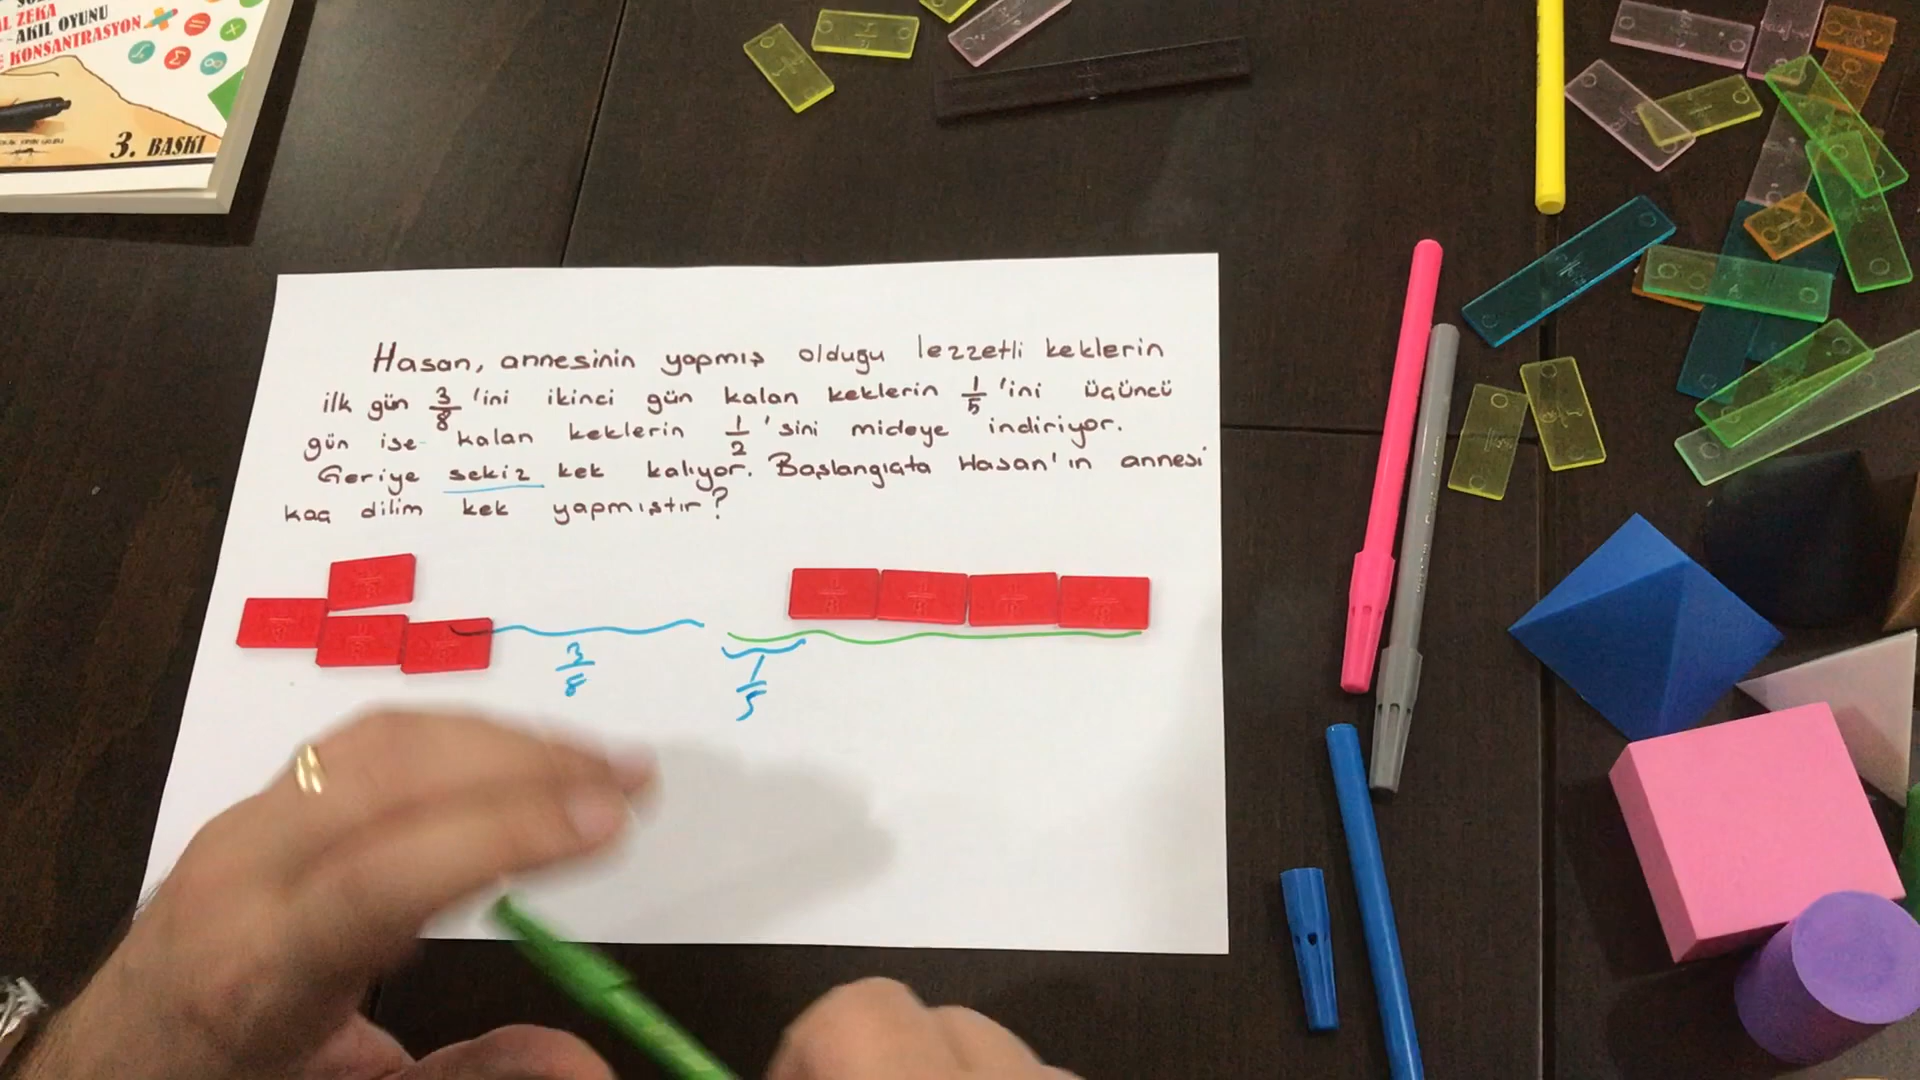 AL ZEKA
AKIL OYUNU
E KONSANTRASYON
3. BASKI
Hasan, annesinin yapmış olduğu lezzetli keklerin
ilk gün 3/8 'ini ikinci gün kalan keklerin 1/5 'ini üçüncü
gün ise kalan keklerin 1/2 'sini mideye indiriyor.
Geriye sekiz kek kalıyor. Başlangıçta Hasan'ın annesi
kaç dilim kek yapmıştır?
3/8
1/5